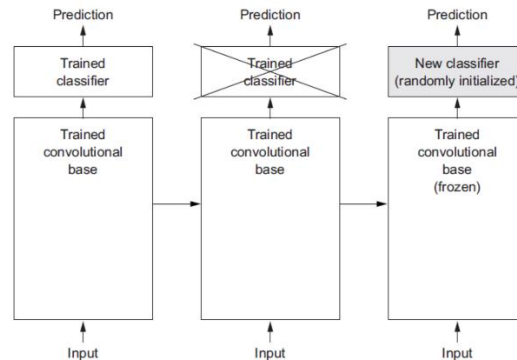 Prediction
Trained
classifier
Trained
convolutional
base
Input
Prediction
Trained
classifier
Trained
convolutional
base
Input
Prediction
New classifier
(randomly initialized)
Trained
convolutional
base
(frozen)
Input